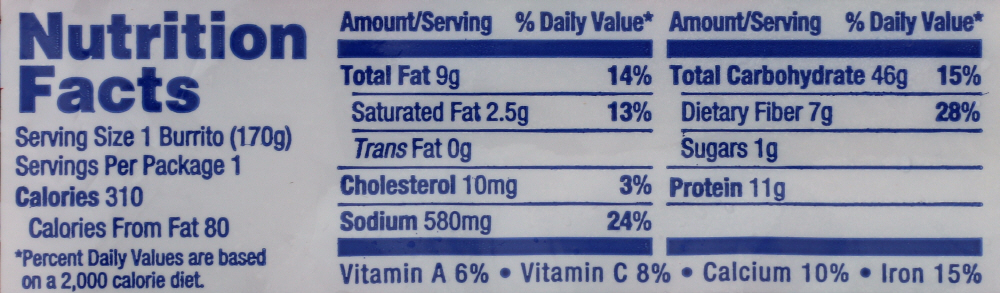 Nutrition
Facts
Serving Size 1 Burrito (170g)
Servings Per Package 1
Calories 310
Calories From Fat 80
*Percent Daily Values are based
on a 2,000 calorie diet.
Amount/Serving % Daily Value*
Total Fat 9g 14%
Saturated Fat 2.5g 13%
Trans Fat 0g
Cholesterol 10mg 3%
Sodium 580mg 24%
Amount/Serving % Daily Value*
Total Carbohydrate 46g 15%
Dietary Fiber 7g 28%
Sugars 1g
Protein 11g
Vitamin A 6% • Vitamin C 8% • Calcium 10% • Iron 15%